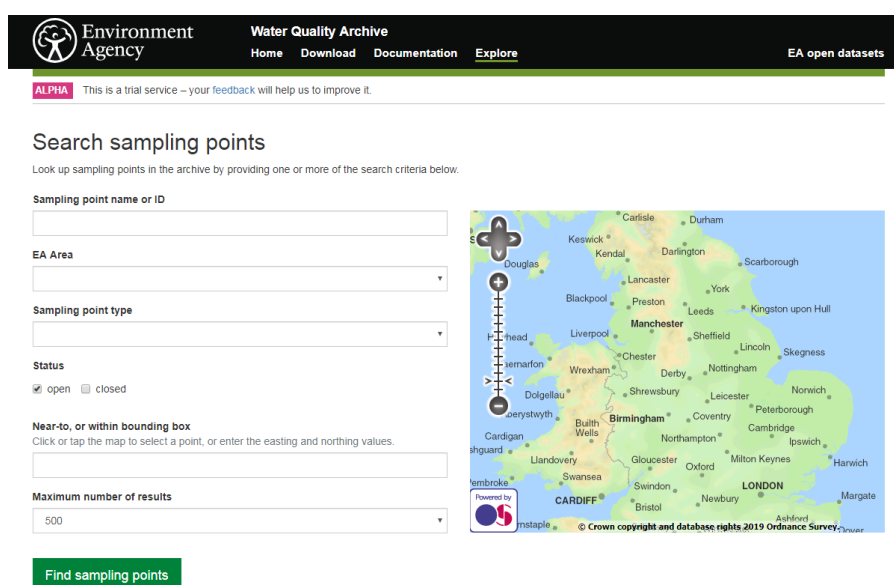 Environment
Agency
Water Quality Archive
Home Download Documentation Explore
EA open datasets
ALPHA This is a trial service – your feedback will help us to improve it.
Search sampling points
Look up sampling points in the archive by providing one or more of the search criteria below.
Sampling point name or ID
EA Area
Sampling point type
Status
open closed
Near-to, or within bounding box
Click or tap the map to select a point, or enter the easting and northing values.
Maximum number of results
500
Find sampling points
Carlisle
Durham
Keswick
Kendal
Darlington
Douglas
Scarborough
Lancaster
York
Blackpool
Preston
Leeds
Kingston upon Hull
Manchester
Liverpool
Sheffield
Lincoln
Skegness
Chester
Wrexham
Derby
Nottingham
Dolgellau
Shrewsbury
Leicester
Norwich
Peterborough
Birmingham
Coventry
Builth
Wells
Cambridge
Cardigan
Northampton
Ipswich
Llandovery
Gloucester
Milton Keynes
Harwich
Oxford
Swansea
Swindon
LONDON
CARDIFF
Newbury
Margate
Bristol
Ashford
Powered by
OS
© Crown copyright and database rights 2019 Ordnance Survey.